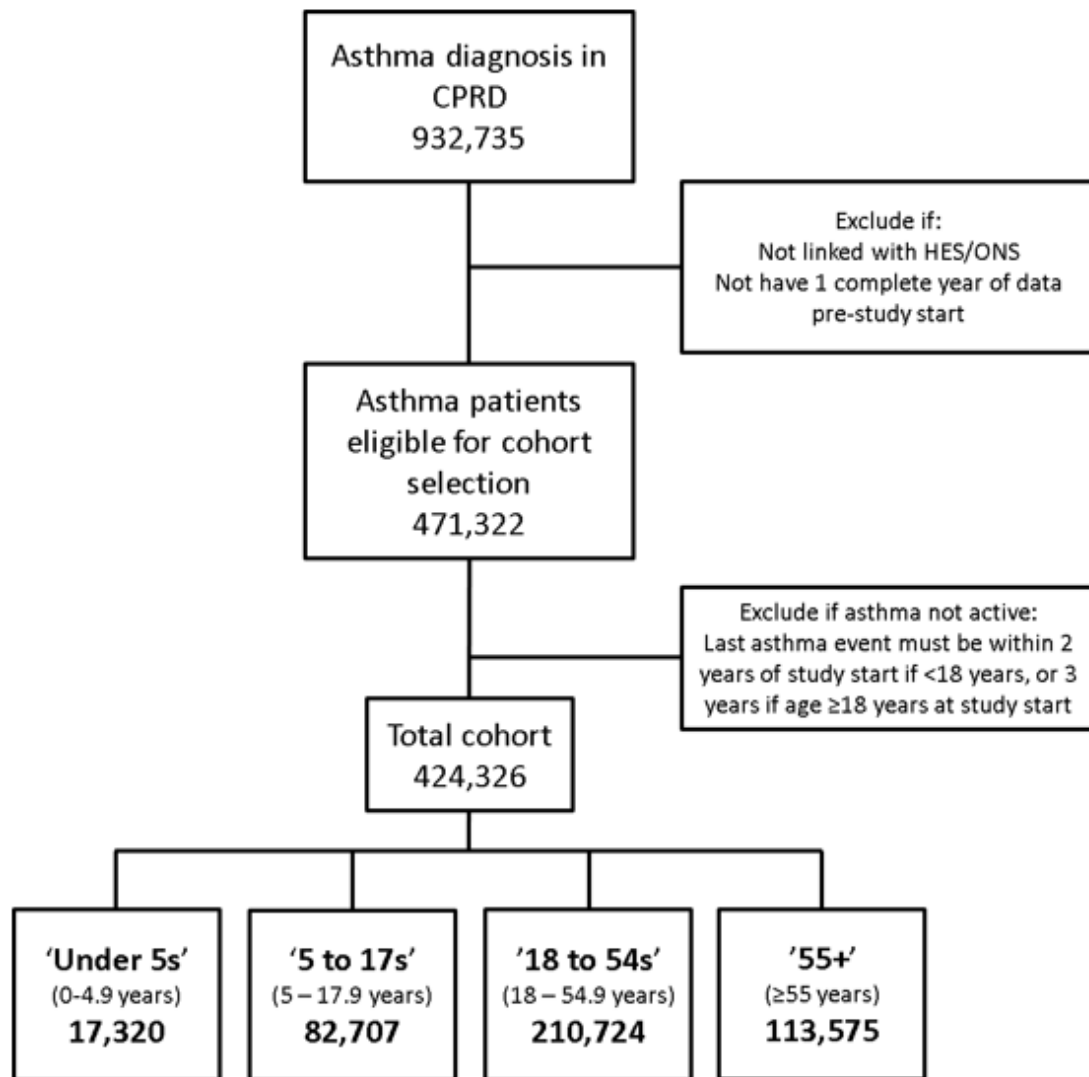 Asthma diagnosis in
CPRD
932,735
Exclude if:
Not linked with HES/ONS
Not have 1 complete year of data
pre-study start
Asthma patients
eligible for cohort
selection
471,322
Exclude if asthma not active:
Last asthma event must be within 2
years of study start if <18 years, or 3
years if age ≥18 years at study start
Total cohort
424,326
‘Under 5s’
(0-4.9 years)
17,320
‘5 to 17s’
(5 – 17.9 years)
82,707
’18 to 54s’
(18 – 54.9 years)
210,724
’55+’
(≥55 years)
113,575